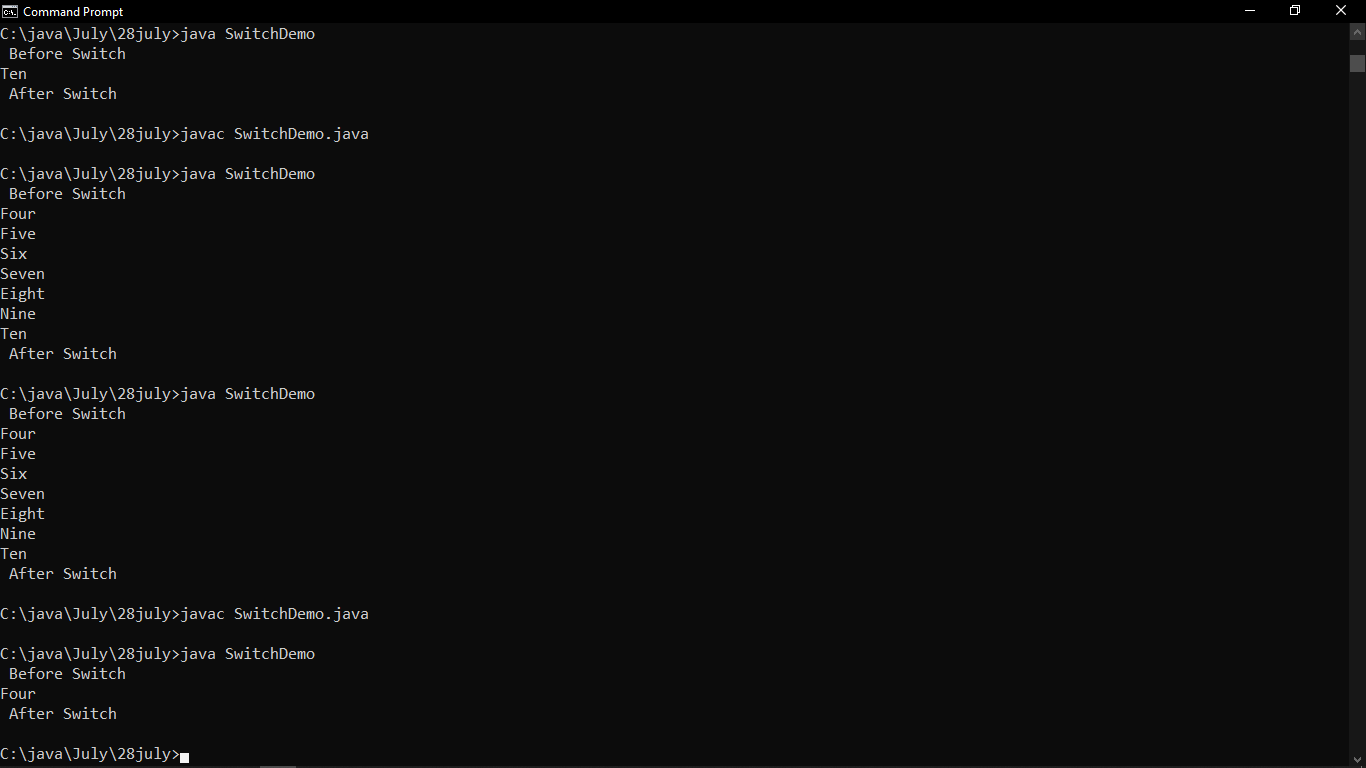 Command Prompt
C:\java\July\28july>java SwitchDemo
 Before Switch
Ten
 After Switch
C:\java\July\28july>javac SwitchDemo.java
C:\java\July\28july>java SwitchDemo
 Before Switch
Four
Five
Six
Seven
Eight
Nine
Ten
 After Switch
C:\java\July\28july>java SwitchDemo
 Before Switch
Four
Five
Six
Seven
Eight
Nine
Ten
 After Switch
C:\java\July\28july>javac SwitchDemo.java
C:\java\July\28july>java SwitchDemo
 Before Switch
Four
 After Switch
C:\java\July\28july>